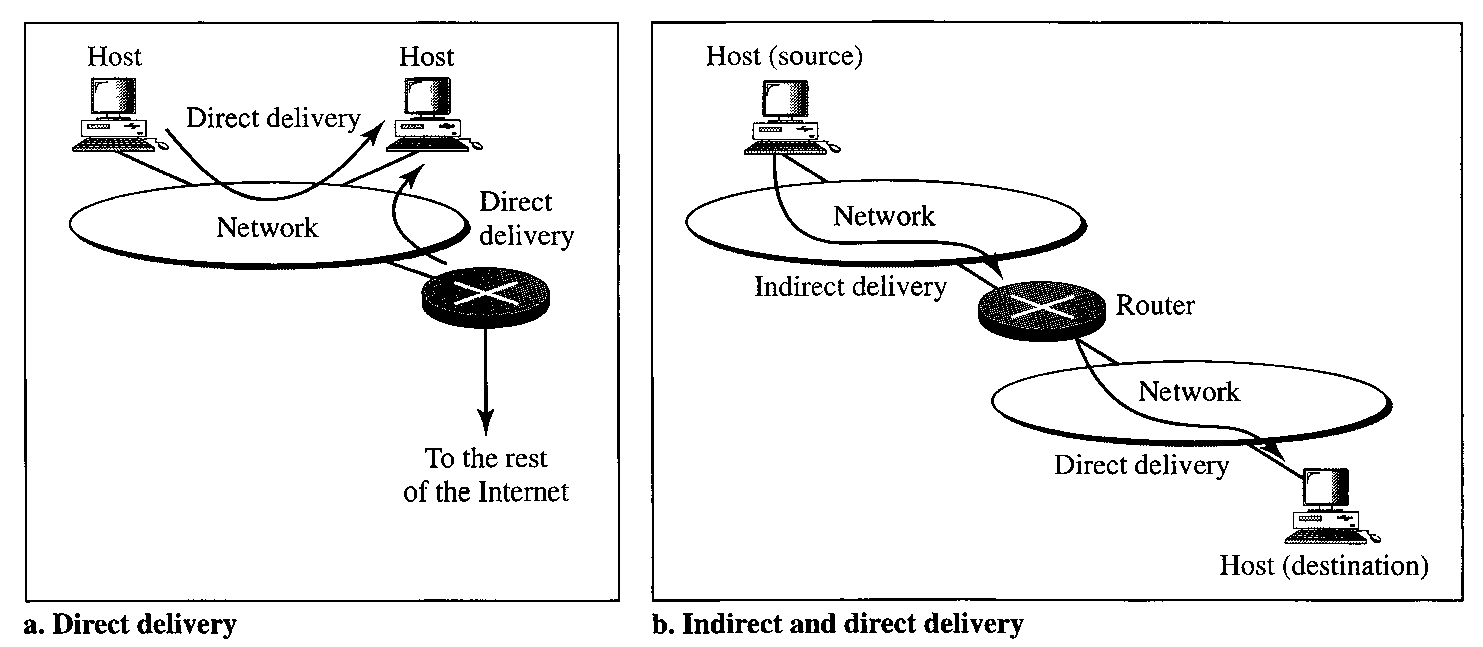 Host
Host
Direct delivery
Direct
delivery
Network
To the rest
of the Internet
a. Direct delivery
Host (source)
Network
Indirect delivery
Router
Network
Direct delivery
Host (destination)
b. Indirect and direct delivery